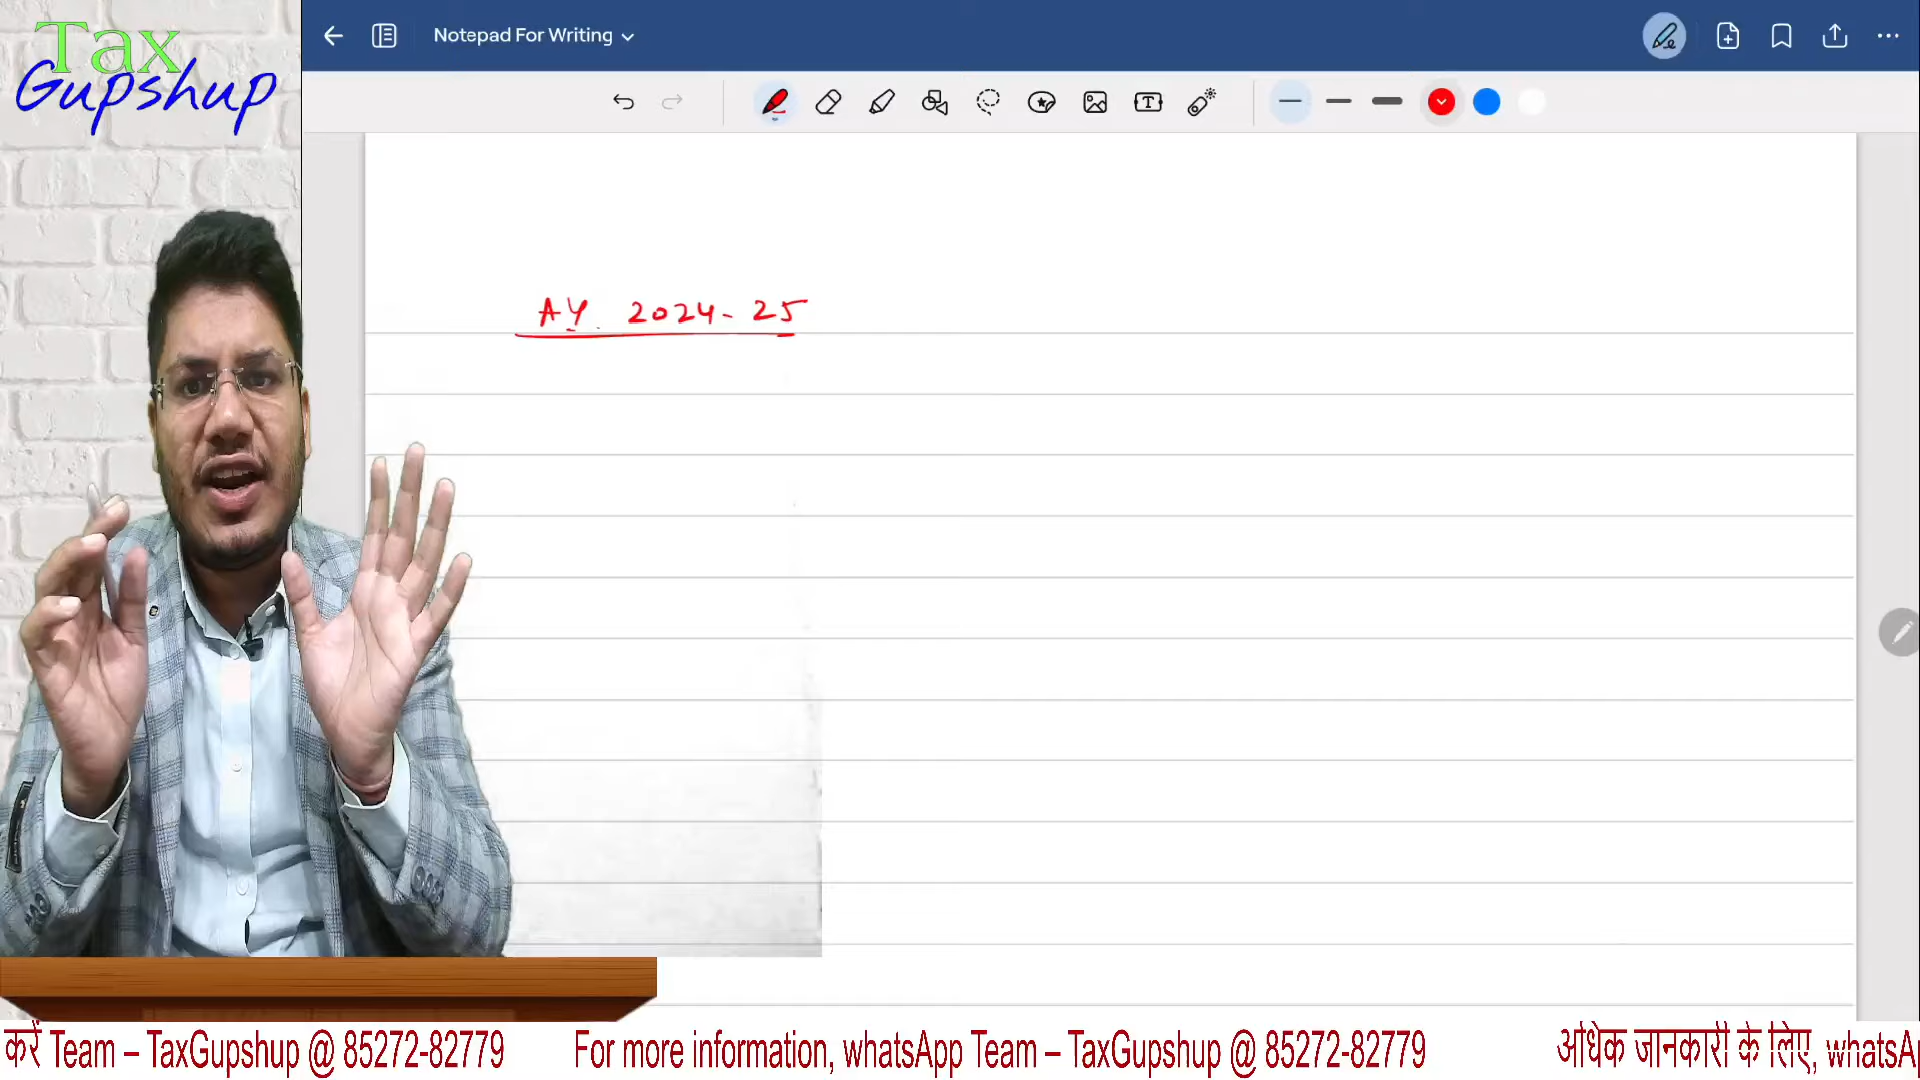 Tax
Gupshup
Notepad For Writing
AY. 2024-25
करें Team – TaxGupshup @ 85272-82779 For more information, whatsApp Team – TaxGupshup @ 85272-82779 अधिक जानकारी के लिए, whatsAp